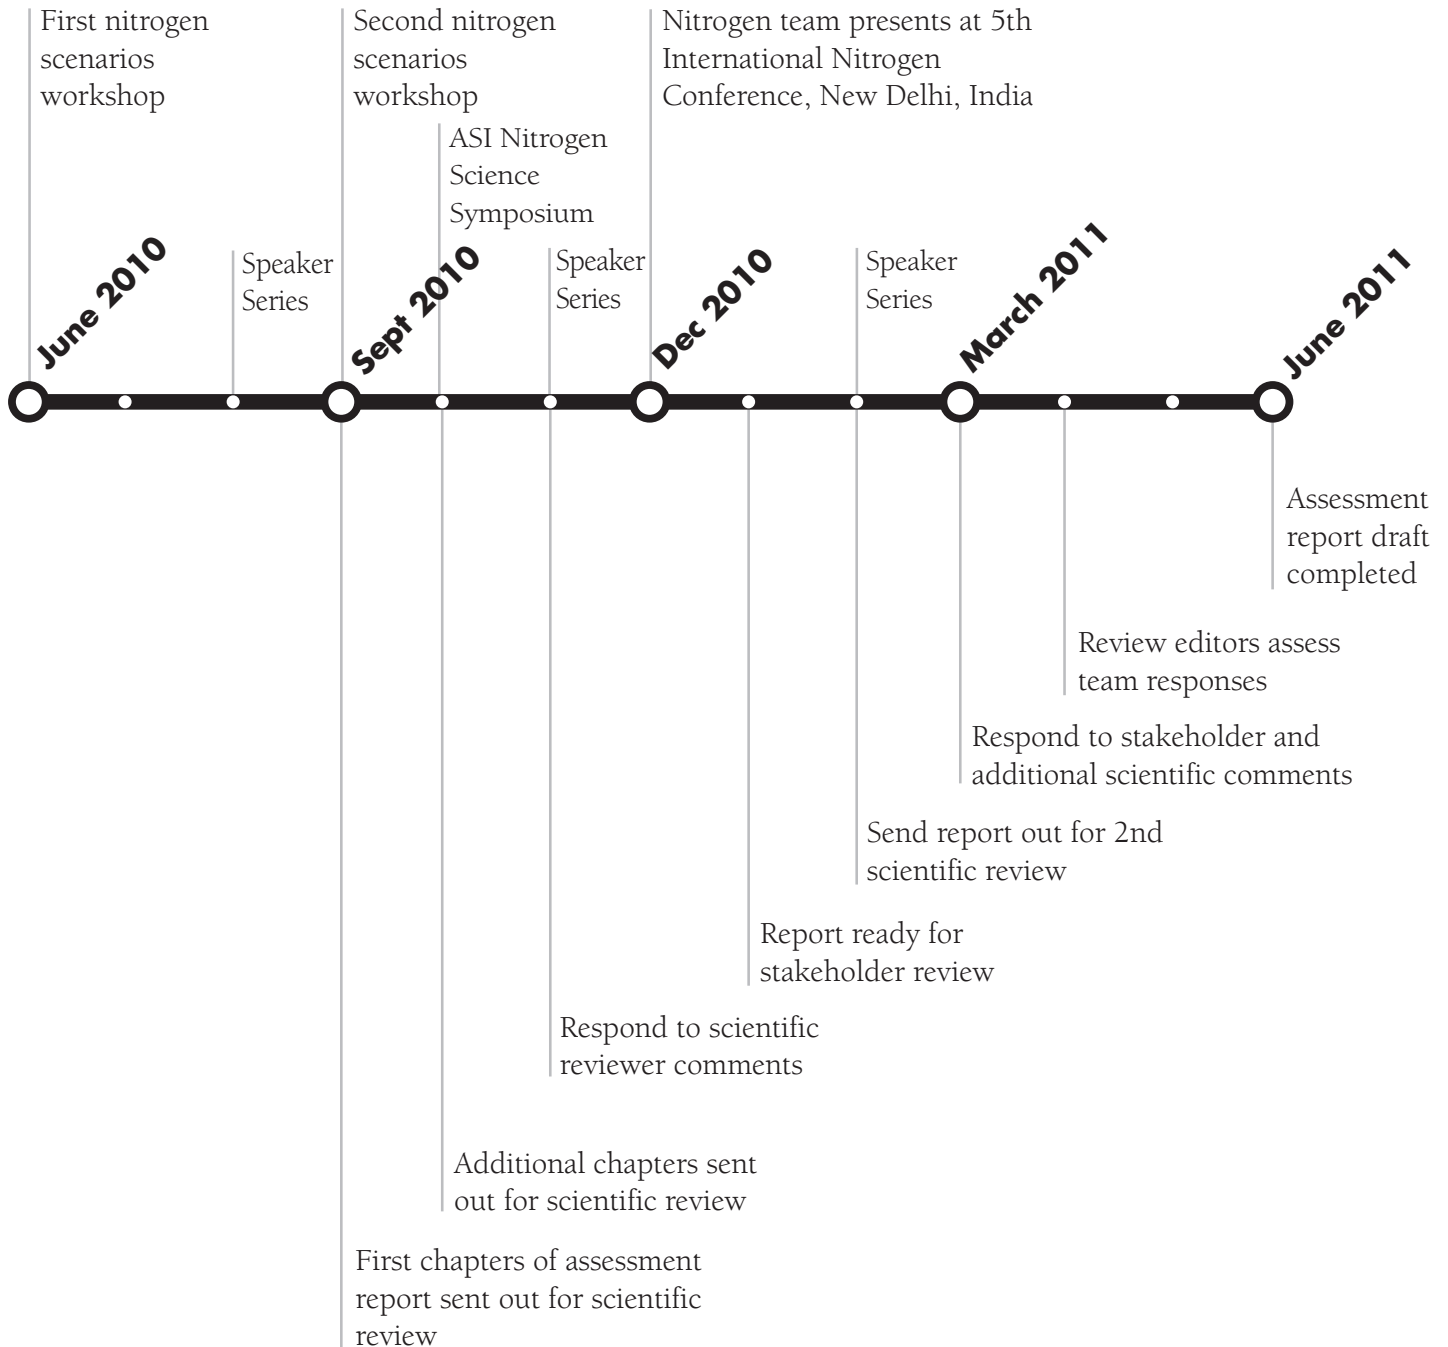 First nitrogen
scenarios
workshop
Second nitrogen
scenarios
workshop
Nitrogen team presents at 5th
International Nitrogen
Conference, New Delhi, India
ASI Nitrogen
Science
Symposium
Speaker
Series
Speaker
Series
Speaker
Series
June 2010
Sept 2010
Dec 2010
March 2011
June 2011
Assessment
report draft
completed
Review editors assess
team responses
Respond to stakeholder and
additional scientific comments
Send report out for 2nd
scientific review
Report ready for
stakeholder review
Respond to scientific
reviewer comments
Additional chapters sent
out for scientific review
First chapters of assessment
report sent out for scientific
review